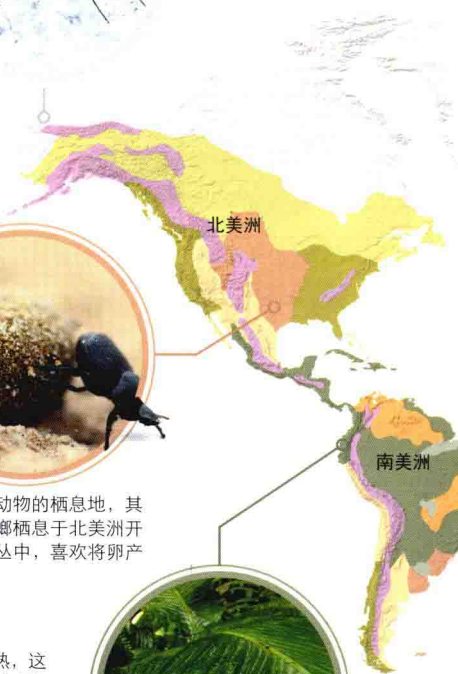 北美洲
南美洲
动物的栖息地，其
螂栖息于北美洲开
丛中，喜欢将卵产
热，这